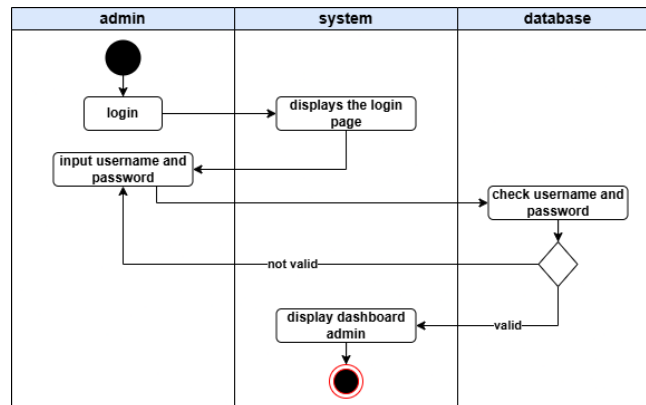 admin
system
database
login
displays the login
page
input username and
password
check username and
password
not valid
display dashboard
admin
valid